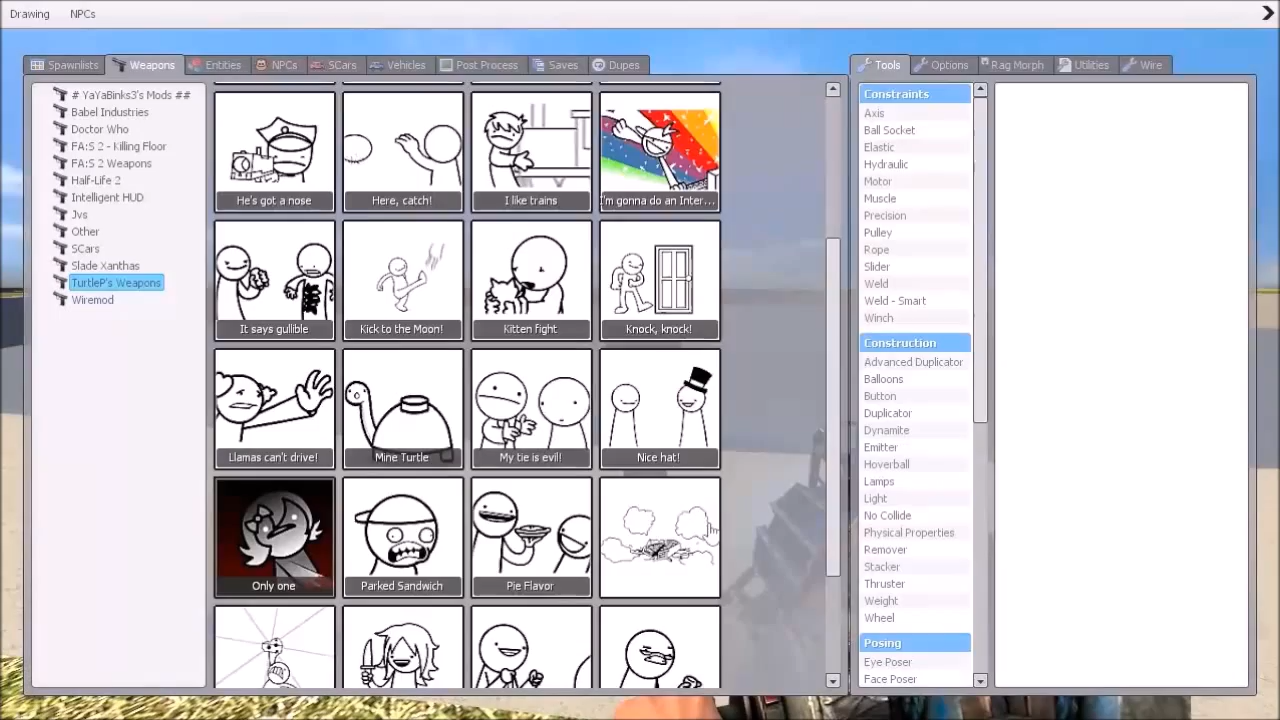 Drawing NPCs
Spawnlists Weapons Entities NPCs SCars Vehicles Post Process Saves Dupes
# YaYaBinks3's Mods ##
Babel Industries
Doctor Who
FA:S 2 - Killing Floor
FA:S 2 Weapons
Half-Life 2
Intelligent HUD
Jvs
Other
SCars
Slade Xanthas
TurtleP's Weapons
Wiremod
He's got a nose Here, catch! I like trains I'm gonna do an Inter...
It says gullible Kick to the Moon! Kitten fight Knock, knock!
Llamas can't drive! Mine Turtle My tie is evil! Nice hat!
Only one Parked Sandwich Pie Flavor
Tools Options Rag Morph Utilities Wire
Constraints
Axis
Ball Socket
Elastic
Hydraulic
Motor
Muscle
Precision
Pulley
Rope
Slider
Weld
Weld - Smart
Winch
Construction
Advanced Duplicator
Balloons
Button
Duplicator
Dynamite
Emitter
Hoverball
Lamps
Light
No Collide
Physical Properties
Remover
Stacker
Thruster
Weight
Wheel
Posing
Eye Poser
Face Poser